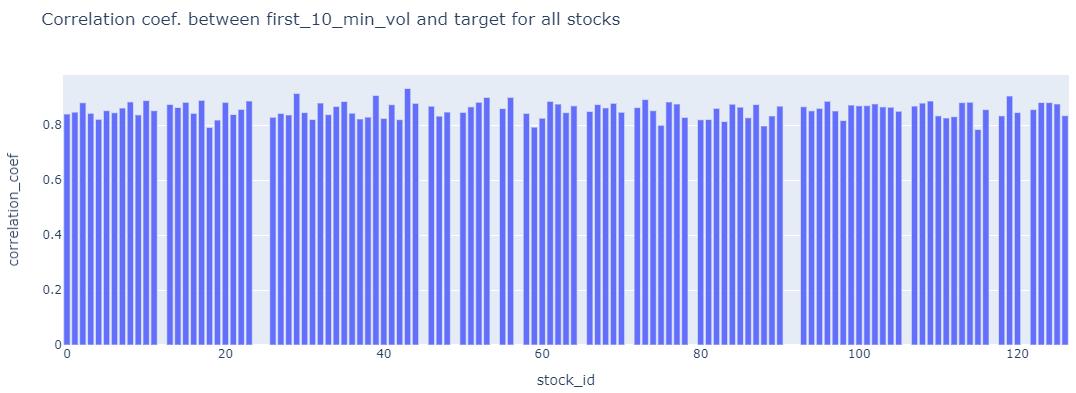 Correlation coef. between first_10_min_vol and target for all stocks
correlation_coef
0.8
0.6
0.4
0.2
0
0 20 40 60 80 100 120
stock_id